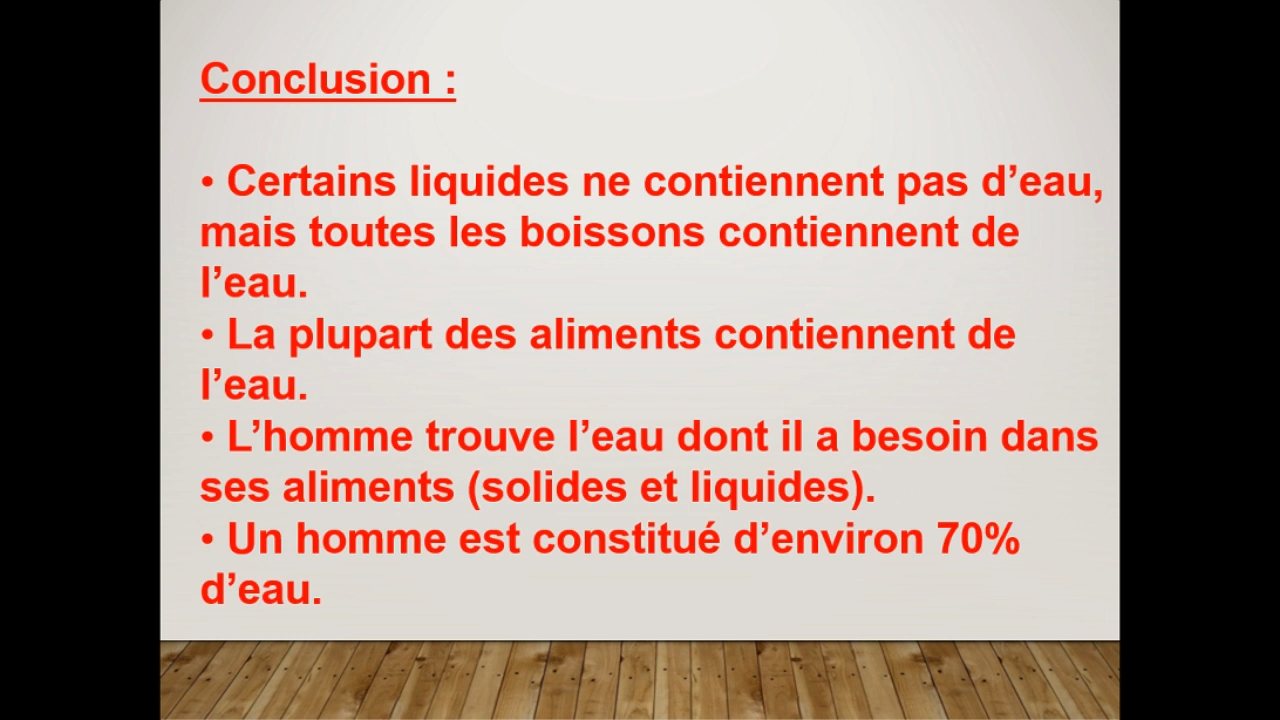 Conclusion :
• Certains liquides ne contiennent pas d’eau,
mais toutes les boissons contiennent de
l’eau.
• La plupart des aliments contiennent de
l’eau.
• L’homme trouve l’eau dont il a besoin dans
ses aliments (solides et liquides).
• Un homme est constitué d’environ 70%
d’eau.